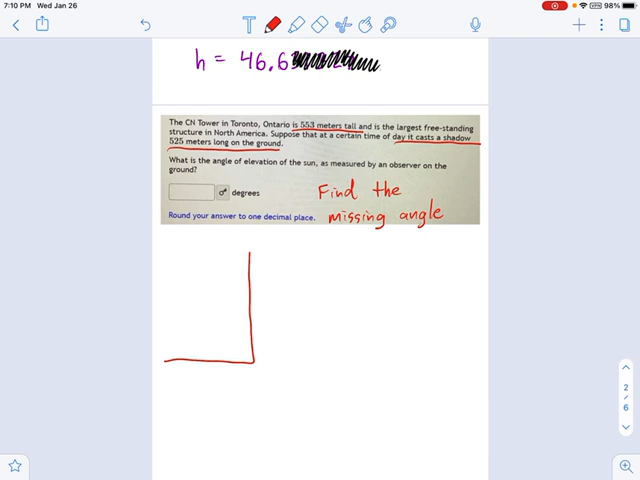 7:10 PM Wed Jan 26
98%
h = 46.6
The CN Tower in Toronto, Ontario is 553 meters tall and is the largest free-standing
structure in North America. Suppose that at a certain time of day it casts a shadow
525 meters long on the ground.
What is the angle of elevation of the sun, as measured by an observer on the
ground?
degrees
Find the
missing angle
Round your answer to one decimal place.
2
/
6